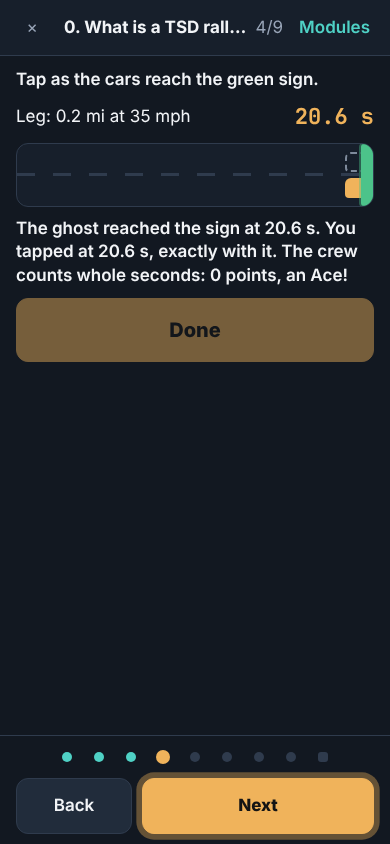 ×
0. What is a TSD rall...
4/9
Modules
Tap as the cars reach the green sign.
Leg: 0.2 mi at 35 mph
20.6 s
The ghost reached the sign at 20.6 s. You
tapped at 20.6 s, exactly with it. The crew
counts whole seconds: 0 points, an Ace!
Done
Back
Next